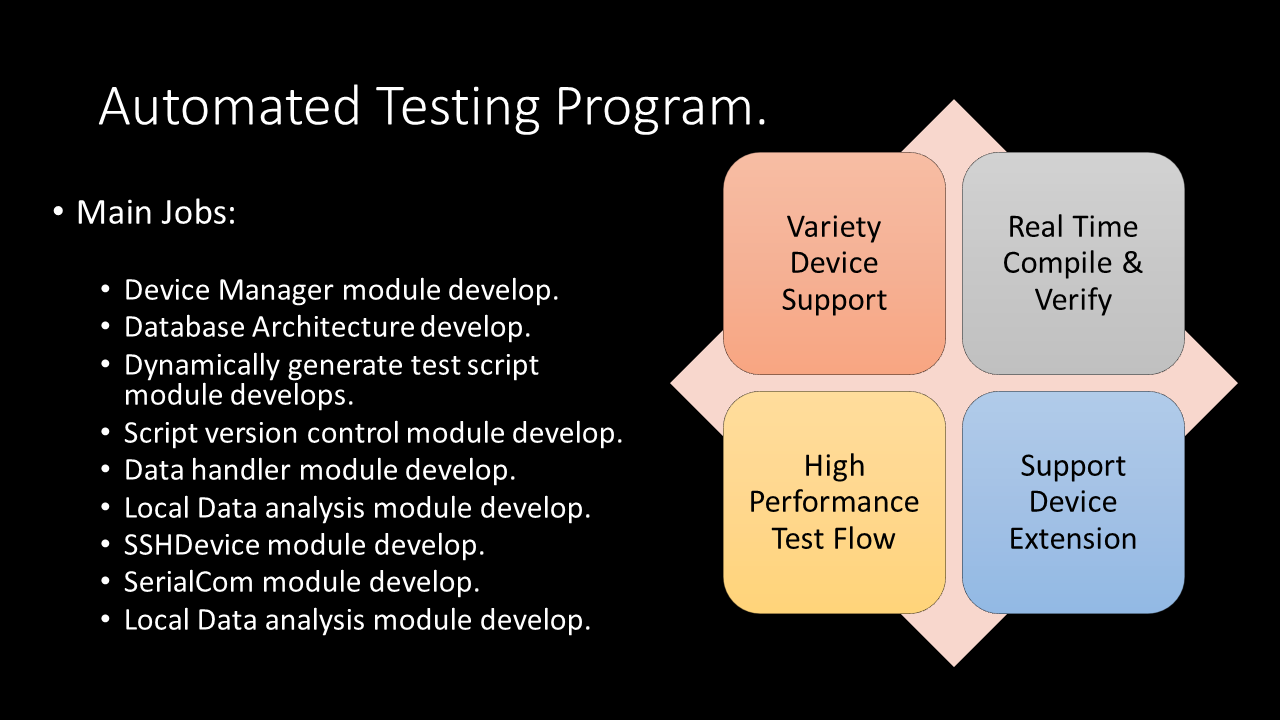 Automated Testing Program.
• Main Jobs:
• Device Manager module develop.
• Database Architecture develop.
• Dynamically generate test script
module develops.
• Script version control module develop.
• Data handler module develop.
• Local Data analysis module develop.
• SSHDevice module develop.
• SerialCom module develop.
• Local Data analysis module develop.
Variety
Device
Support
Real Time
Compile &
Verify
High
Performance
Test Flow
Support
Device
Extension